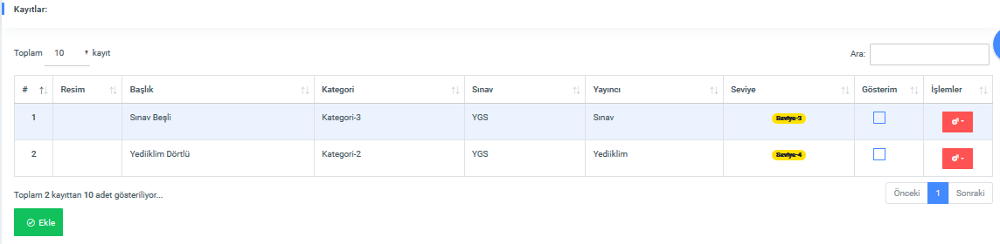 Kayıtlar:
Toplam 10 kayıt Ara:
# Resim Başlık Kategori Sınav Yayıncı Seviye Gösterim İşlemler
1 Sınav Beşli Kategori-3 YGS Sınav Seviye-3
2 Yediiklim Dörtlü Kategori-2 YGS Yediiklim Seviye-4
Toplam 2 kayıttan 10 adet gösteriliyor... Önceki 1 Sonraki
Ekle